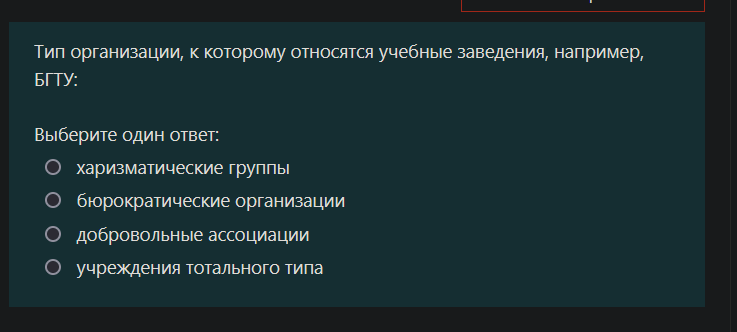 Тип организации, к которому относятся учебные заведения, например,
БГТУ:
Выберите один ответ:
харизматические группы
бюрократические организации
добровольные ассоциации
учреждения тотального типа